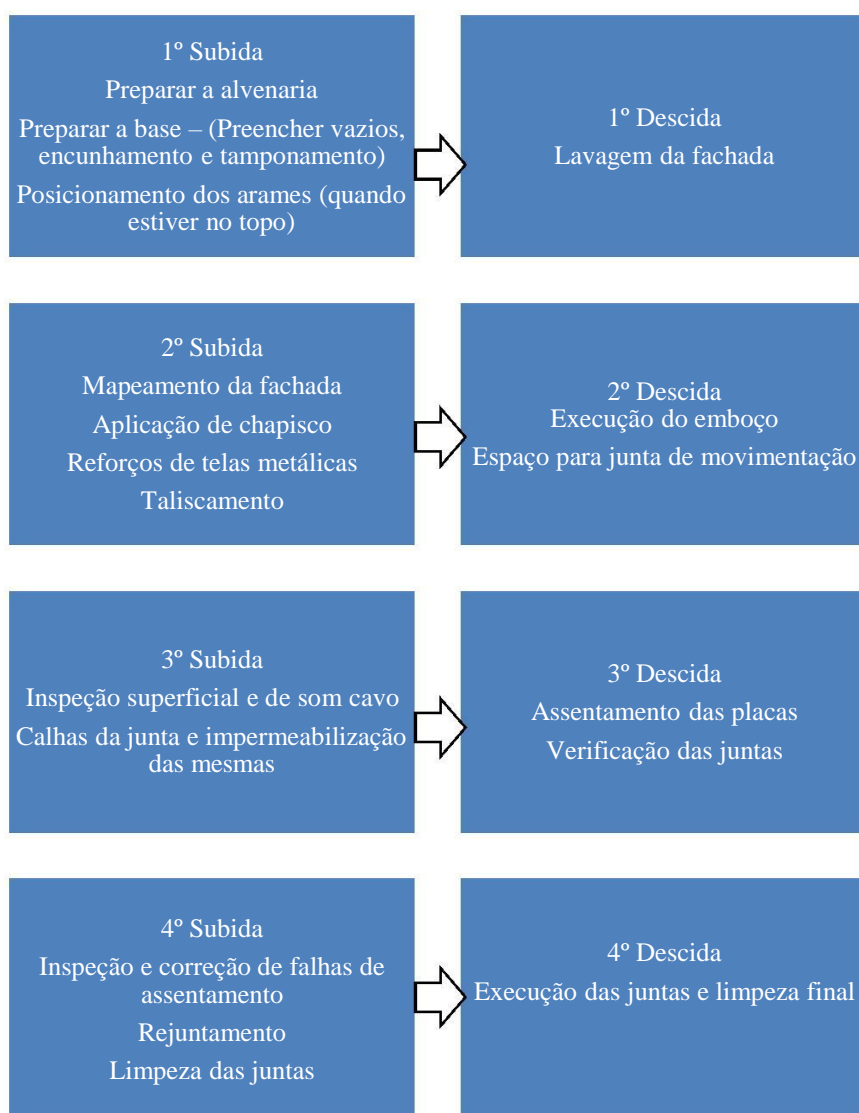 1º Subida
Preparar a alvenaria
Preparar a base – (Preencher vazios,
encunhamento e tamponamento)
Posicionamento dos arames (quando
estiver no topo)
1º Descida
Lavagem da fachada
2º Subida
Mapeamento da fachada
Aplicação de chapisco
Reforços de telas metálicas
Taliscamento
2º Descida
Execução do emboço
Espaço para junta de movimentação
3º Subida
Inspeção superficial e de som cavo
Calhas da junta e impermeabilização
das mesmas
3º Descida
Assentamento das placas
Verificação das juntas
4º Subida
Inspeção e correção de falhas de
assentamento
Rejuntamento
Limpeza das juntas
4º Descida
Execução das juntas e limpeza final